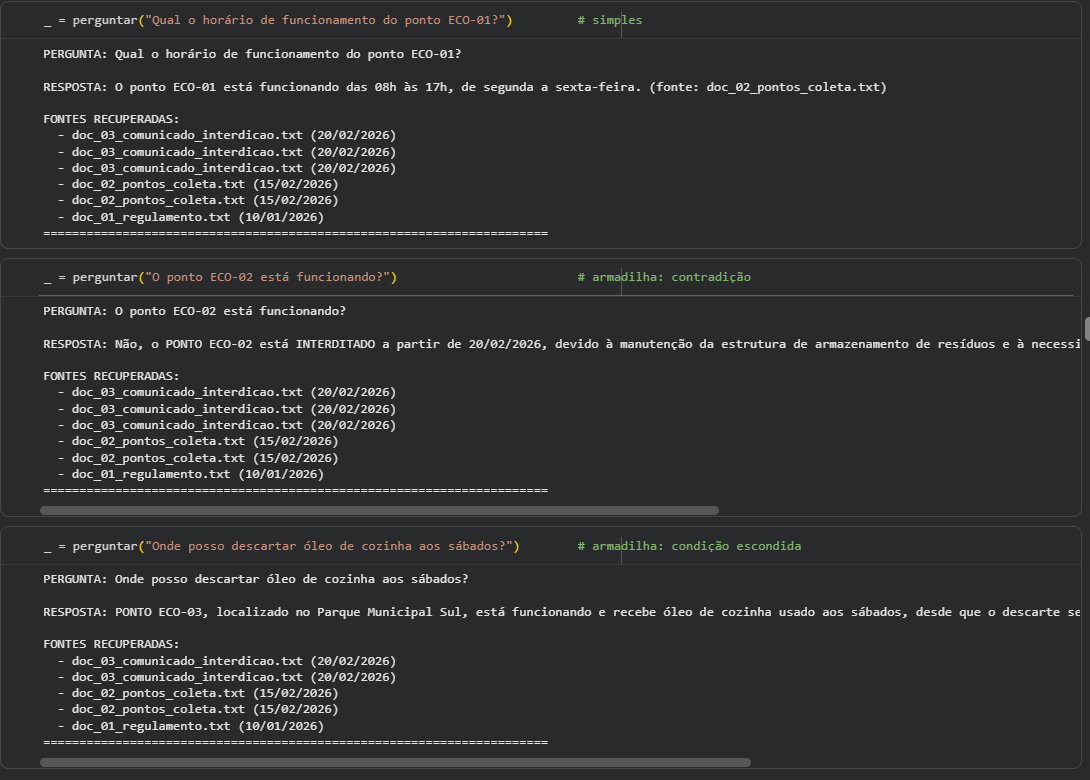 _ = perguntar("Qual o horário de funcionamento do ponto ECO-01?") # simples
PERGUNTA: Qual o horário de funcionamento do ponto ECO-01?
RESPOSTA: O ponto ECO-01 está funcionando das 08h às 17h, de segunda a sexta-feira. (fonte: doc_02_pontos_coleta.txt)
FONTES RECUPERADAS:
- doc_03_comunicado_interdicao.txt (20/02/2026)
- doc_03_comunicado_interdicao.txt (20/02/2026)
- doc_03_comunicado_interdicao.txt (20/02/2026)
- doc_02_pontos_coleta.txt (15/02/2026)
- doc_02_pontos_coleta.txt (15/02/2026)
- doc_01_regulamento.txt (10/01/2026)
======================================================================
_ = perguntar("O ponto ECO-02 está funcionando?") # armadilha: contradição
PERGUNTA: O ponto ECO-02 está funcionando?
RESPOSTA: Não, o PONTO ECO-02 está INTERDITADO a partir de 20/02/2026, devido à manutenção da estrutura de armazenamento de resíduos e à necessi
FONTES RECUPERADAS:
- doc_03_comunicado_interdicao.txt (20/02/2026)
- doc_03_comunicado_interdicao.txt (20/02/2026)
- doc_03_comunicado_interdicao.txt (20/02/2026)
- doc_02_pontos_coleta.txt (15/02/2026)
- doc_02_pontos_coleta.txt (15/02/2026)
- doc_01_regulamento.txt (10/01/2026)
======================================================================
_ = perguntar("Onde posso descartar óleo de cozinha aos sábados?") # armadilha: condição escondida
PERGUNTA: Onde posso descartar óleo de cozinha aos sábados?
RESPOSTA: PONTO ECO-03, localizado no Parque Municipal Sul, está funcionando e recebe óleo de cozinha usado aos sábados, desde que o descarte se
FONTES RECUPERADAS:
- doc_03_comunicado_interdicao.txt (20/02/2026)
- doc_03_comunicado_interdicao.txt (20/02/2026)
- doc_02_pontos_coleta.txt (15/02/2026)
- doc_02_pontos_coleta.txt (15/02/2026)
- doc_01_regulamento.txt (10/01/2026)
======================================================================